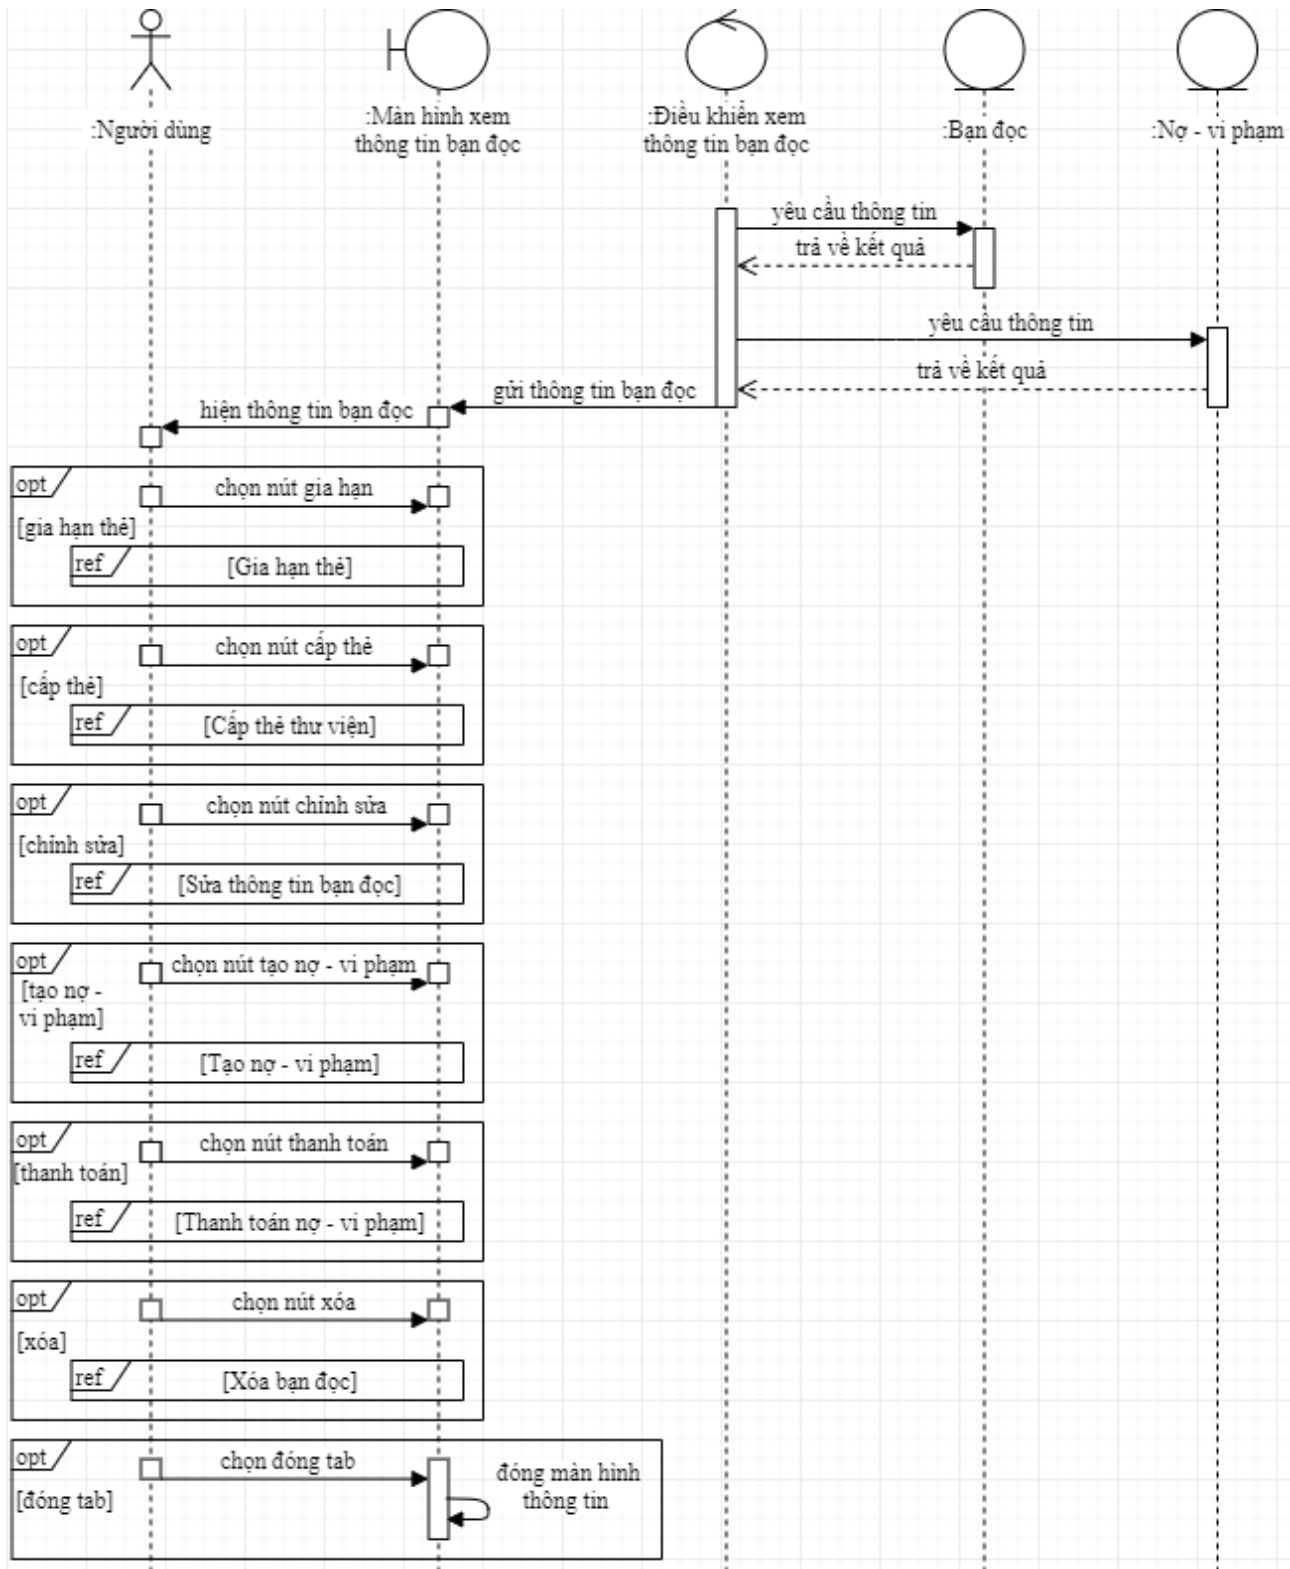 :Người dùng
:Màn hình xem
thông tin bạn đọc
:Điều khiển xem
thông tin bạn đọc
:Bạn đọc
:Nợ - vi phạm
yêu cầu thông tin
trả về kết quả
yêu cầu thông tin
trả về kết quả
gửi thông tin bạn đọc
hiện thông tin bạn đọc
opt
chọn nút gia hạn
[gia hạn thẻ]
ref
[Gia hạn thẻ]
opt
chọn nút cấp thẻ
[cấp thẻ]
ref
[Cấp thẻ thư viện]
opt
chọn nút chỉnh sửa
[chỉnh sửa]
ref
[Sửa thông tin bạn đọc]
opt
chọn nút tạo nợ - vi phạm
[tạo nợ -
vi phạm]
ref
[Tạo nợ - vi phạm]
opt
chọn nút thanh toán
[thanh toán]
ref
[Thanh toán nợ - vi phạm]
opt
chọn nút xóa
[xóa]
ref
[Xóa bạn đọc]
opt
chọn đóng tab
[đóng tab]
đóng màn hình
thông tin